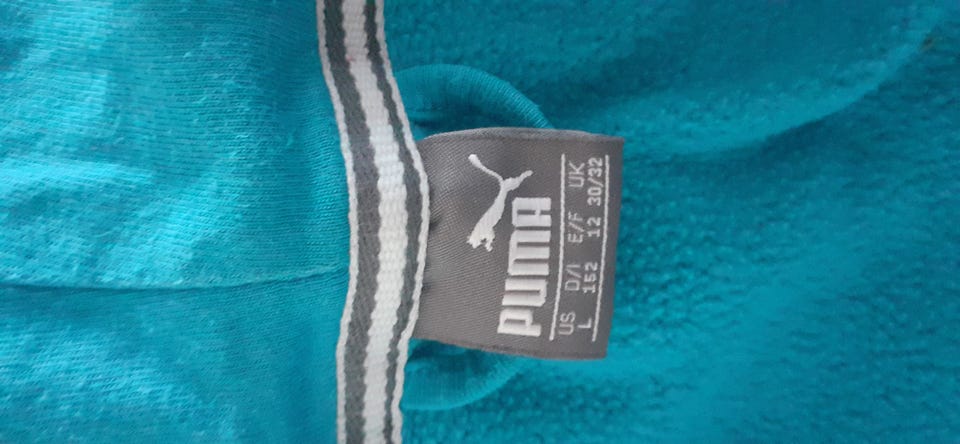 PUMA
US D/I E/F UK
L 152 12 30/32